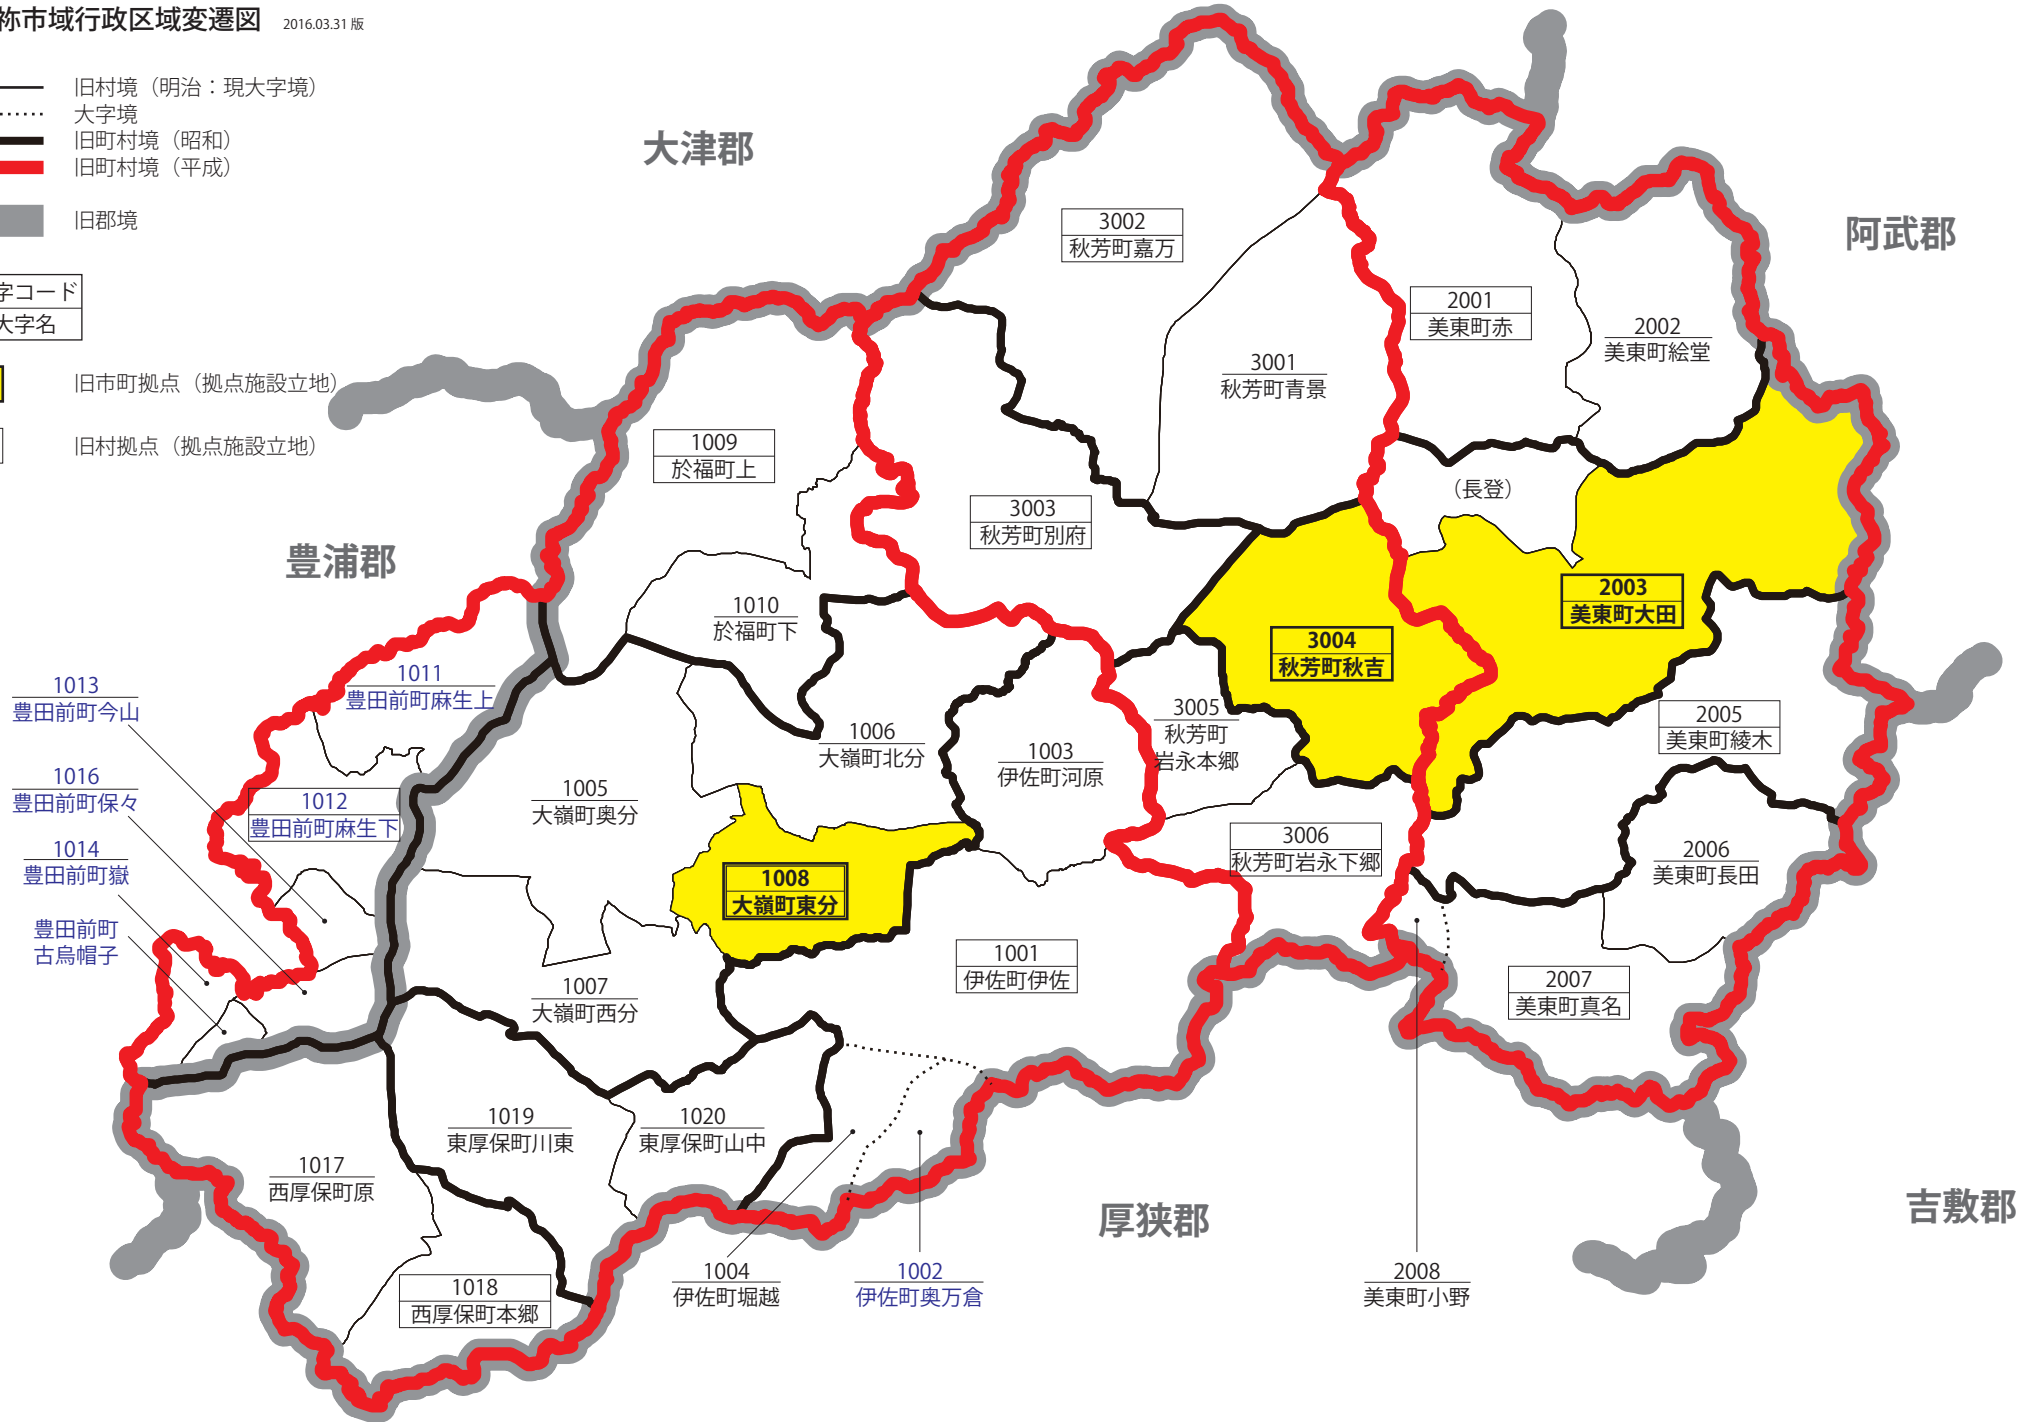 祢市域行政区域変遷図 2016.03.31 版
旧村境（明治：現大字境）
大字境
旧町村境（昭和）
旧町村境（平成）
旧郡境
字コード
大字名
旧市町拠点（拠点施設立地）
旧村拠点（拠点施設立地）
大津郡
阿武郡
豊浦郡
厚狭郡
吉敷郡
3002
秋芳町嘉万
2001
美東町赤
2002
美東町絵堂
3001
秋芳町青景
1009
於福町上
（長登）
3003
秋芳町別府
2003
美東町大田
1010
於福町下
3004
秋芳町秋吉
1011
豊田前町麻生上
1013
豊田前町今山
3005
秋芳町
岩永本郷
2005
美東町綾木
1006
大嶺町北分
1003
伊佐町河原
1016
豊田前町保々
1012
豊田前町麻生下
1005
大嶺町奥分
3006
秋芳町岩永下郷
1014
豊田前町嶽
2006
美東町長田
1008
大嶺町東分
豊田前町
古烏帽子
1001
伊佐町伊佐
2007
美東町真名
1007
大嶺町西分
1019
東厚保町川東
1020
東厚保町山中
1017
西厚保町原
1018
西厚保町本郷
1004
伊佐町堀越
1002
伊佐町奥万倉
2008
美東町小野